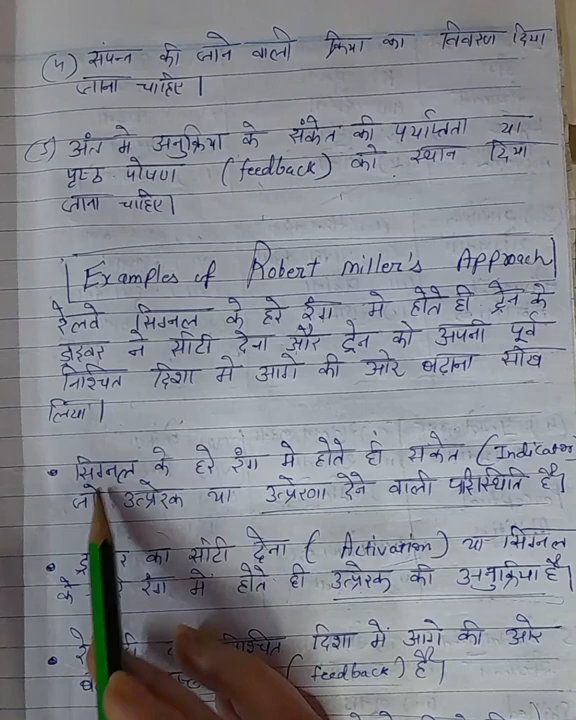 (4) संपन्न की जाने वाली क्रिया का विवरण दिया
जाना चाहिए।
(5) अंत मे अनुक्रिया के संकेत की पर्याप्तता या
पृष्ठ पोषण (feedback) को स्थान दिया
जाना चाहिए।
Examples of Robert miller's Approach
रेलवे सिग्नल के हरे रंग मे होते ही ट्रेन के
ड्राइवर ने सीटी देना और ट्रेन को अपनी पूर्व
निश्चित दिशा मे आगे की ओर बढ़ाना सीख
लिया।
• सिग्नल के हरे रंग मे होते ही संकेत (Indicator
जो उत्प्रेरक या उत्प्रेरणा देने वाली परिस्थिति है।
• का सीटी देना (Activation) या सिग्नल
के रंग में होते ही उत्प्रेरक की अनुक्रिया है।
• दिशा में आगे की ओर
(feedback) है।